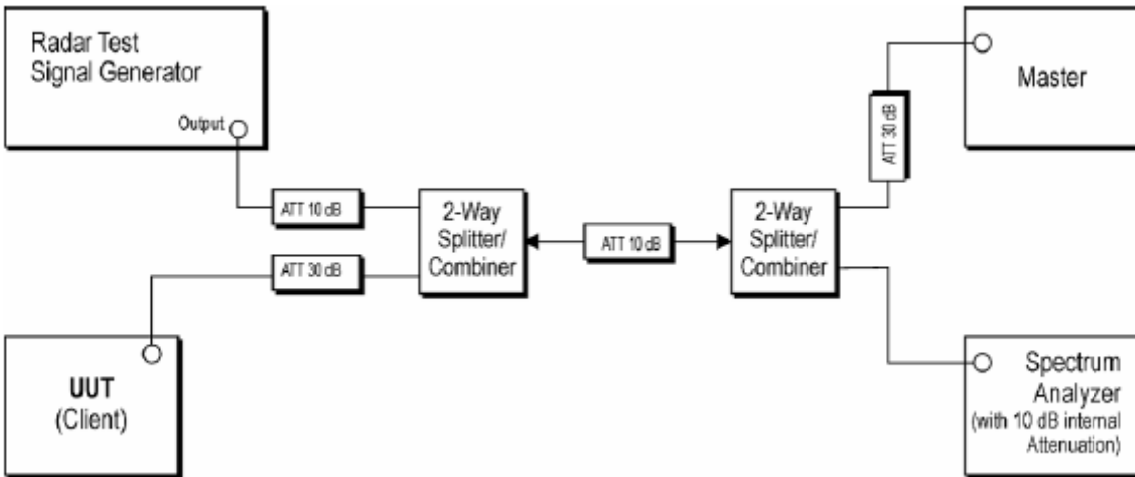 Radar Test
Signal Generator
Output
ATT 10 dB
ATT 30 dB
UUT
(Client)
2-Way
Splitter/
Combiner
ATT 10 dB
2-Way
Splitter/
Combiner
ATT 30 dB
Master
Spectrum
Analyzer
(with 10 dB internal
Attenuation)